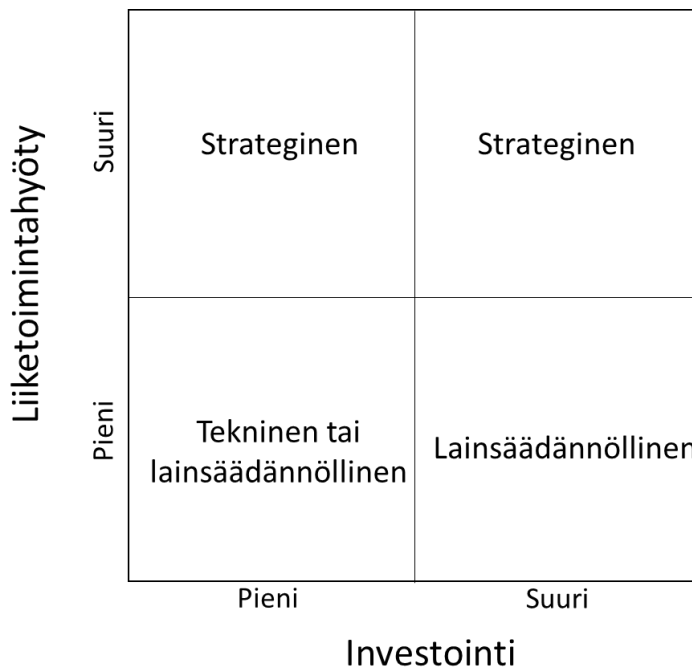 Liiketoimintahyöty
Suuri
Strateginen
Strateginen
Pieni
Tekninen tai
lainsäädännöllinen
Lainsäädännöllinen
Pieni
Suuri
Investointi